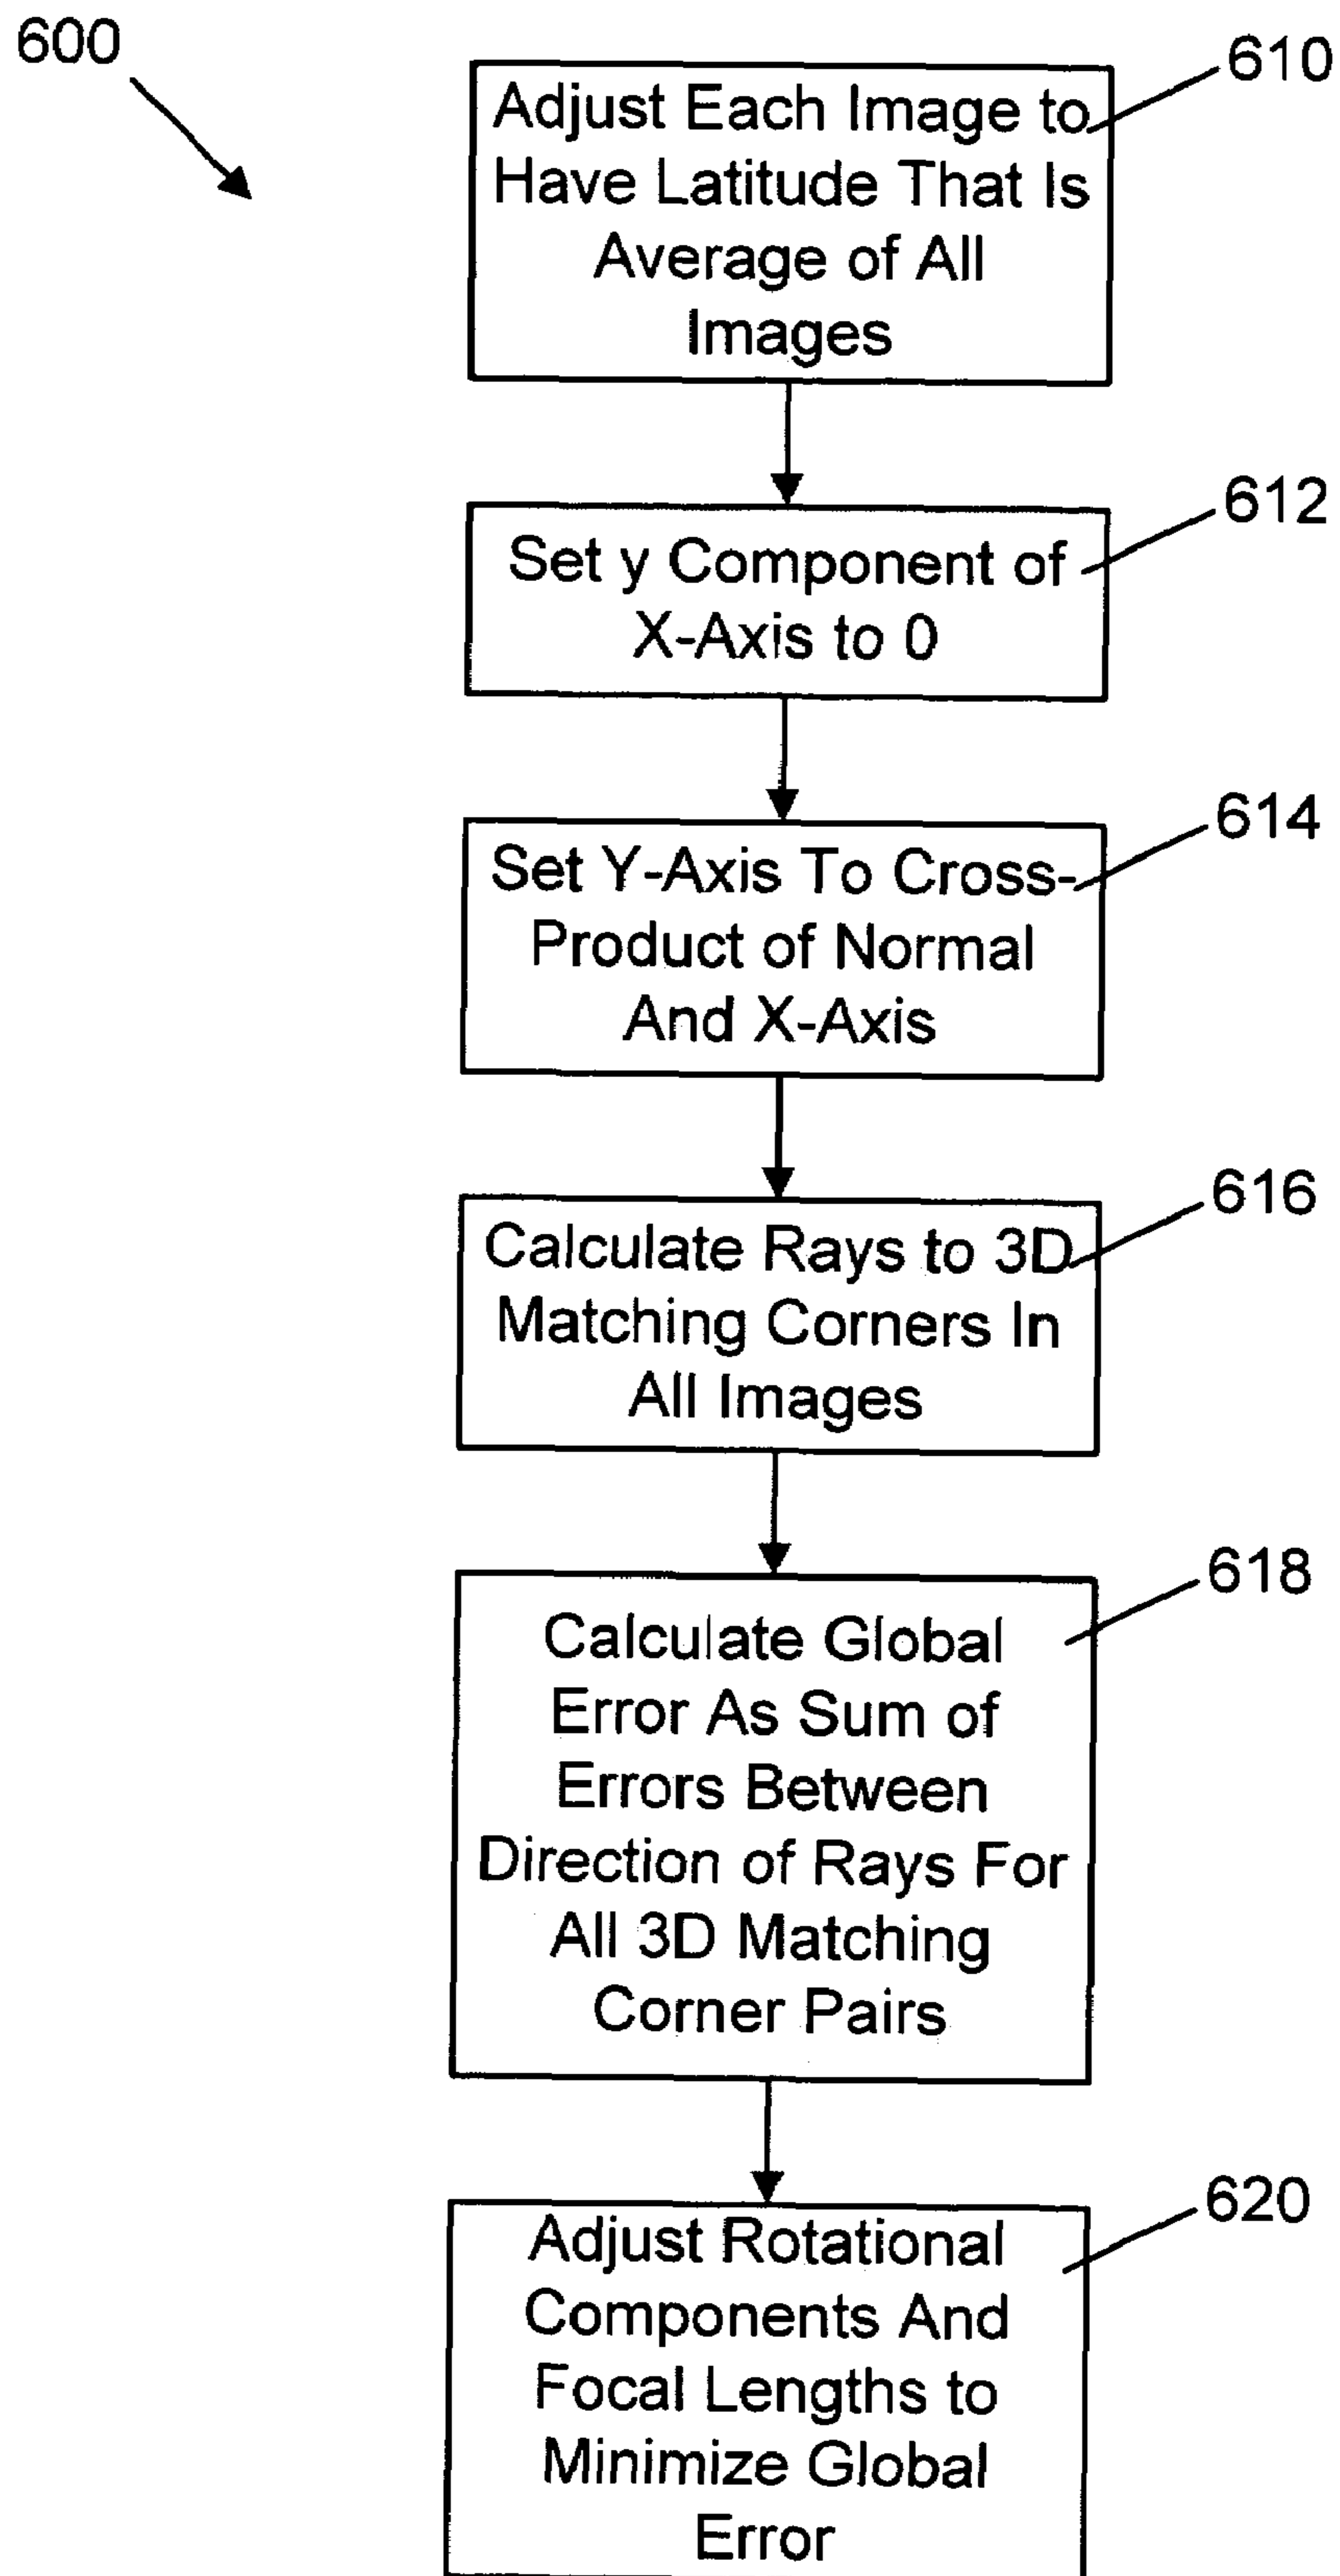 600
610
Adjust Each Image to
Have Latitude That Is
Average of All
Images
612
Set y Component of
X-Axis to 0
614
Set Y-Axis To Cross-
Product of Normal
And X-Axis
616
Calculate Rays to 3D
Matching Corners In
All Images
618
Calculate Global
Error As Sum of
Errors Between
Direction of Rays For
All 3D Matching
Corner Pairs
620
Adjust Rotational
Components And
Focal Lengths to
Minimize Global
Error